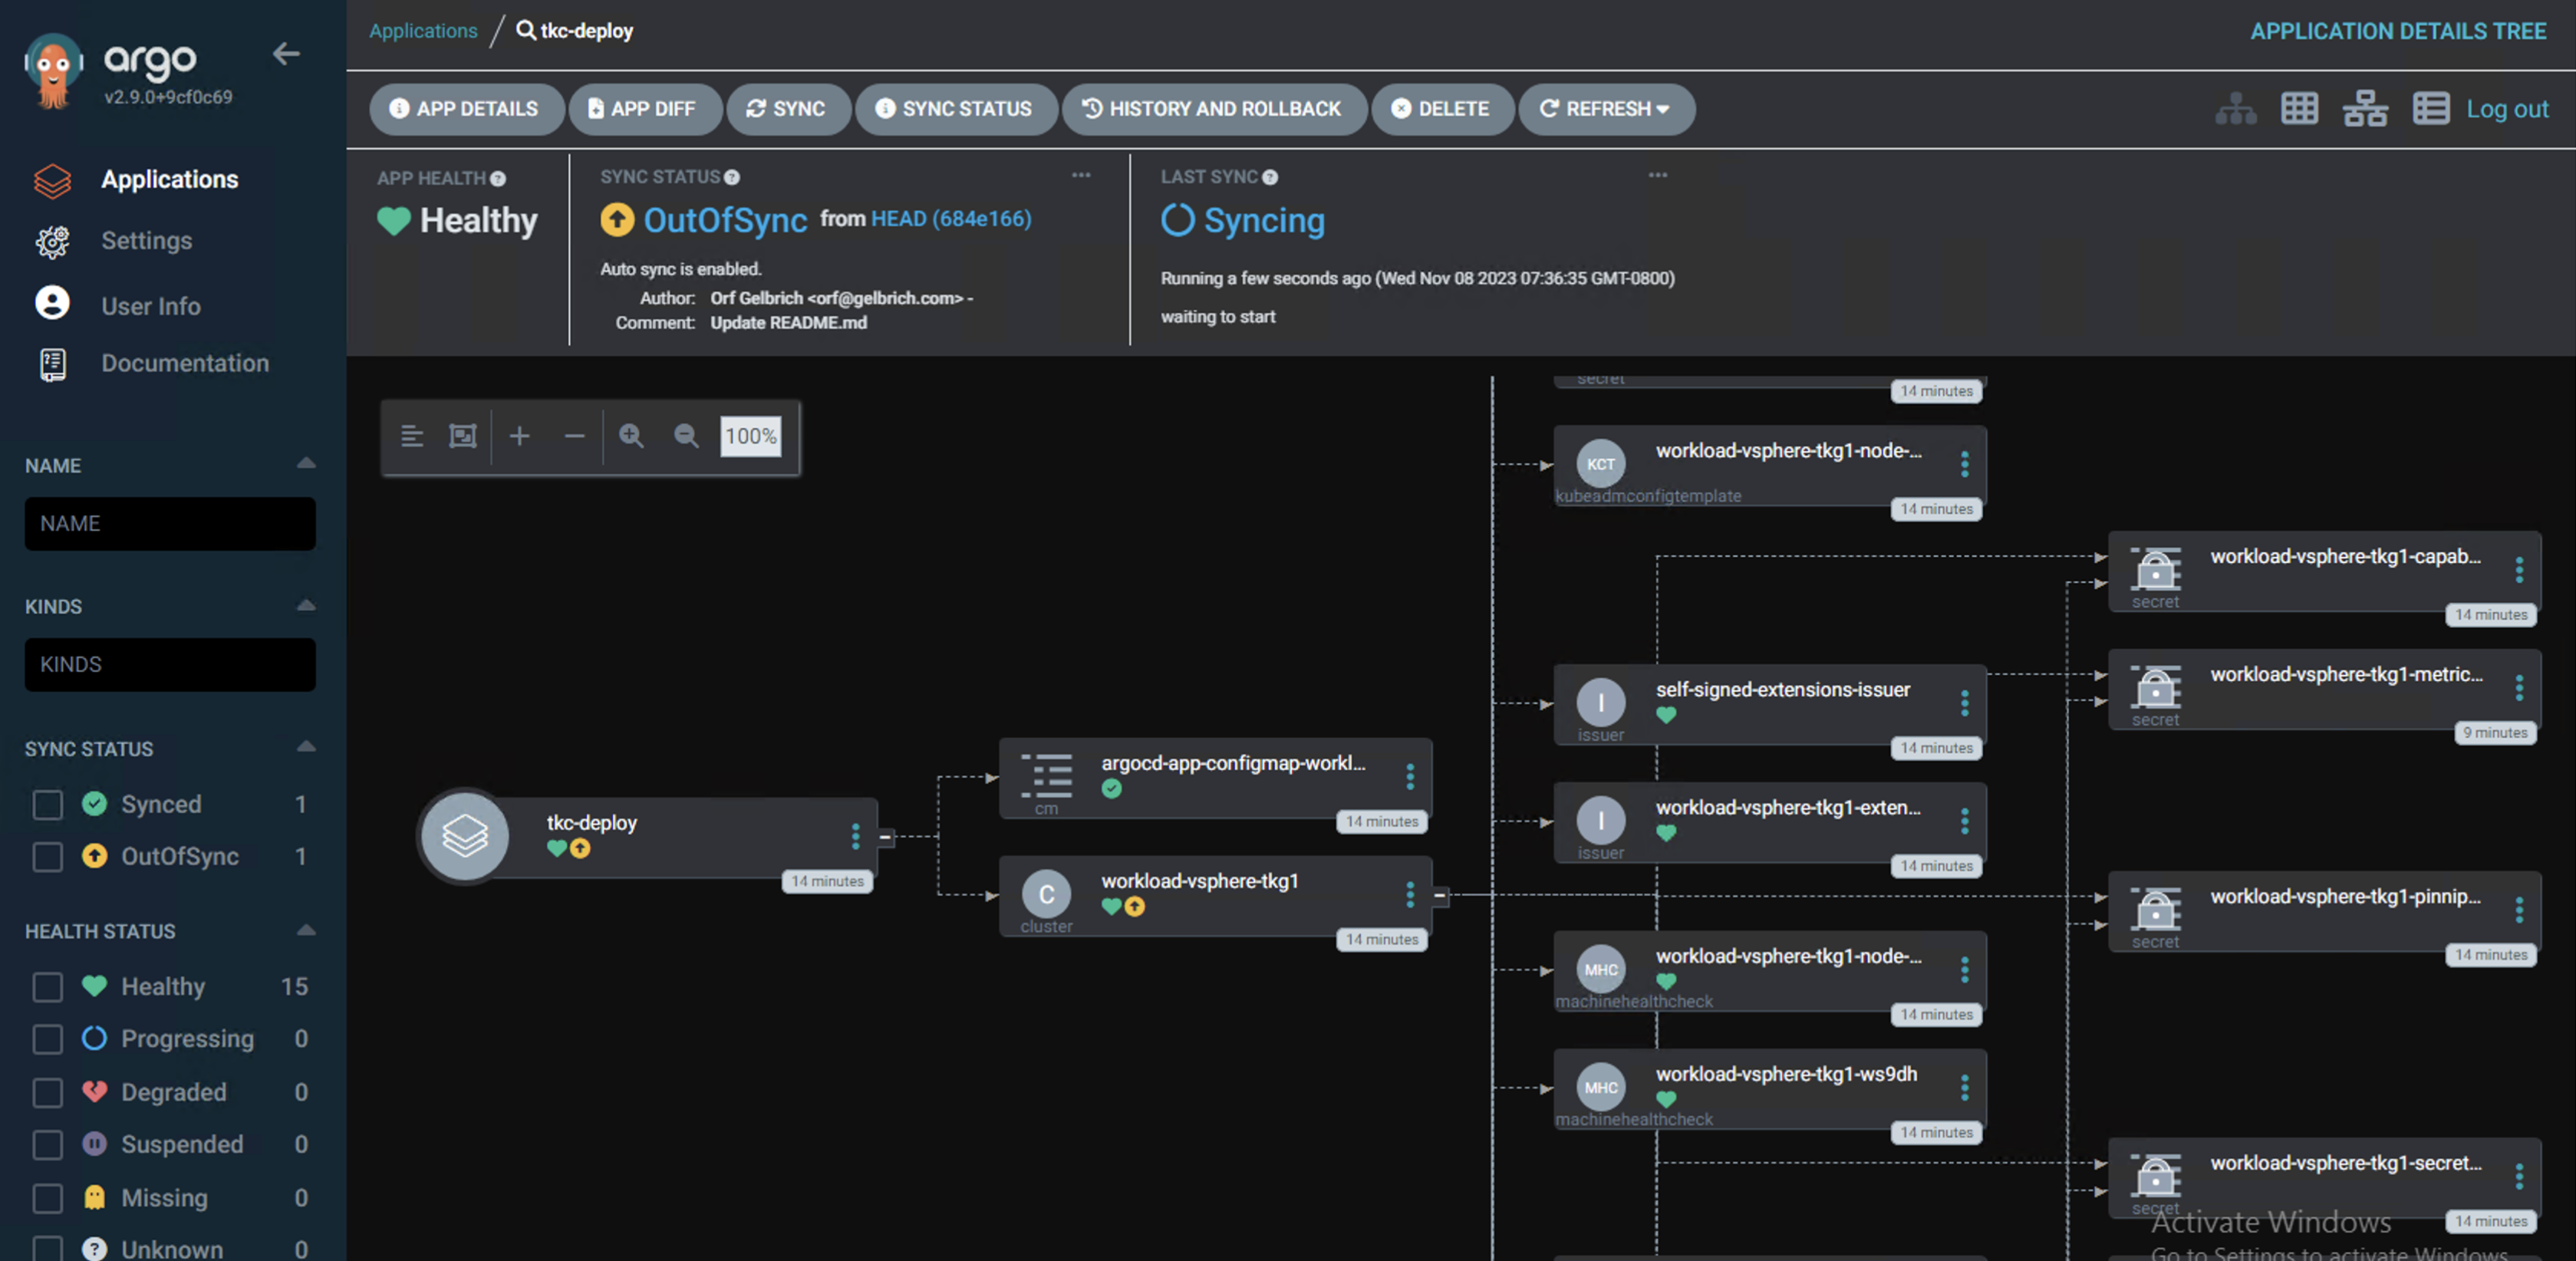 argo
v2.9.0+9cf0c69
Applications
Settings
User Info
Documentation
NAME
NAME
KINDS
KINDS
SYNC STATUS
Synced 1
OutOfSync 1
HEALTH STATUS
Healthy 15
Progressing 0
Degraded 0
Suspended 0
Missing 0
Unknown 0
Applications / tkc-deploy
APPLICATION DETAILS TREE
APP DETAILS APP DIFF SYNC SYNC STATUS HISTORY AND ROLLBACK DELETE REFRESH
Log out
APP HEALTH
Healthy
SYNC STATUS
OutOfSync from HEAD (684e166)
Auto sync is enabled.
Author: Orf Gelbrich <orf@gelbrich.com> -
Comment: Update README.md
LAST SYNC
Syncing
Running a few seconds ago (Wed Nov 08 2023 07:36:35 GMT-0800)
waiting to start
100%
tkc-deploy
14 minutes
argocd-app-configmap-workl...
cm
14 minutes
C
workload-vsphere-tkg1
cluster
14 minutes
secret
14 minutes
KCT
workload-vsphere-tkg1-node-...
kubeadmconfigtemplate
14 minutes
I
self-signed-extensions-issuer
issuer
14 minutes
I
workload-vsphere-tkg1-exten...
issuer
14 minutes
MHC
workload-vsphere-tkg1-node-...
machinehealthcheck
14 minutes
MHC
workload-vsphere-tkg1-ws9dh
machinehealthcheck
14 minutes
workload-vsphere-tkg1-capab...
secret
14 minutes
workload-vsphere-tkg1-metric...
secret
9 minutes
workload-vsphere-tkg1-pinnip...
secret
14 minutes
workload-vsphere-tkg1-secret...
secret
14 minutes
Activate Windows
Go to Settings to activate Windows.